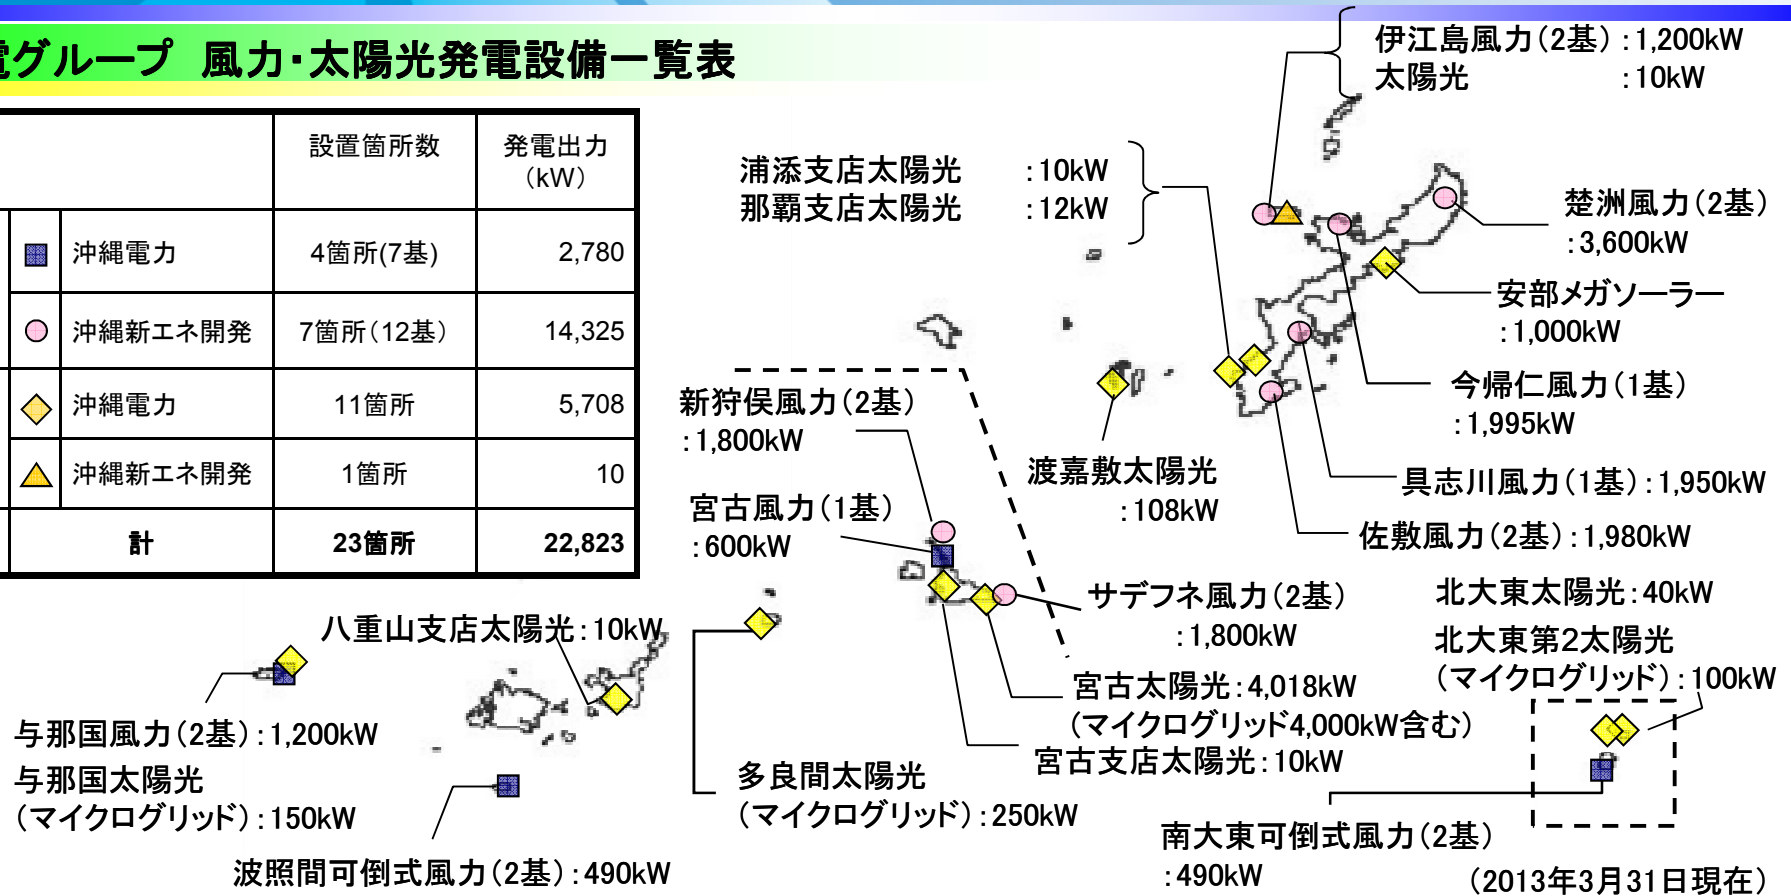 グループ 風力・太陽光発電設備一覧表
設置箇所数
発電出力
（kW）
沖縄電力 4箇所(7基) 2,780
沖縄新エネ開発 7箇所（12基） 14,325
沖縄電力 11箇所 5,708
沖縄新エネ開発 1箇所 10
計 23箇所 22,823
伊江島風力（2基）：1,200kW
太陽光 ：10kW
浦添支店太陽光 ：10kW
那覇支店太陽光 ：12kW
楚洲風力（2基）
：3,600kW
安部メガソーラー
：1,000kW
今帰仁風力（1基）
：1,995kW
具志川風力（1基）：1,950kW
佐敷風力（2基）：1,980kW
渡嘉敷太陽光
：108kW
新狩俣風力（2基）
：1,800kW
宮古風力（1基）
：600kW
サデフネ風力（2基）
：1,800kW
宮古太陽光：4,018kW
（マイクログリッド4,000kW含む）
宮古支店太陽光：10kW
北大東太陽光：40kW
北大東第2太陽光
（マイクログリッド）：100kW
八重山支店太陽光：10kW
与那国風力（2基）：1,200kW
与那国太陽光
（マイクログリッド）：150kW
多良間太陽光
（マイクログリッド）：250kW
波照間可倒式風力（2基）：490kW
南大東可倒式風力（2基）
：490kW
（2013年3月31日現在）